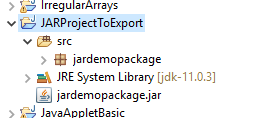 IrregularArrays
JARProjectToExport
src
jardemopackage
JRE System Library [jdk-11.0.3]
jardemopackage.jar
JavaAppletBasic